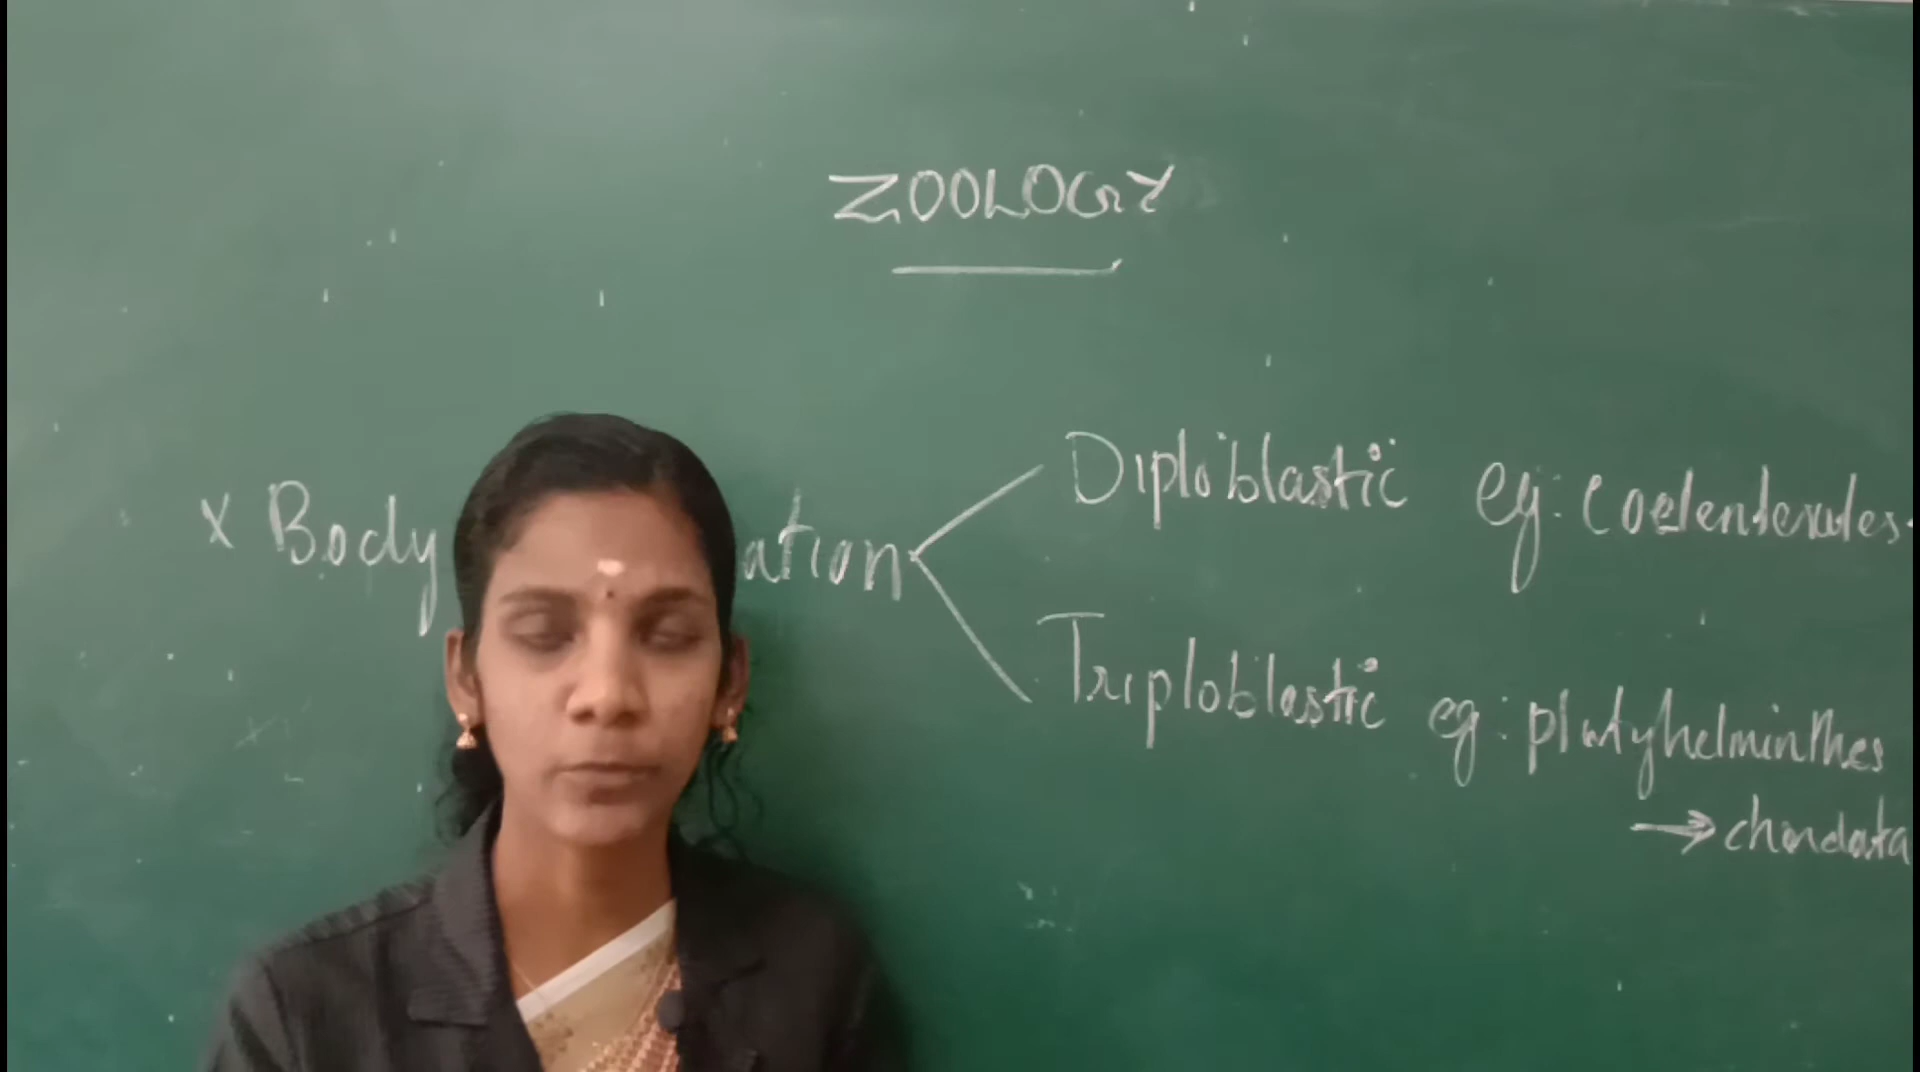 ZOOLOGY
x Body ation
Diploblastic eg: Coelenterates.
Triploblastic eg: platyhelminthes
→ chordata